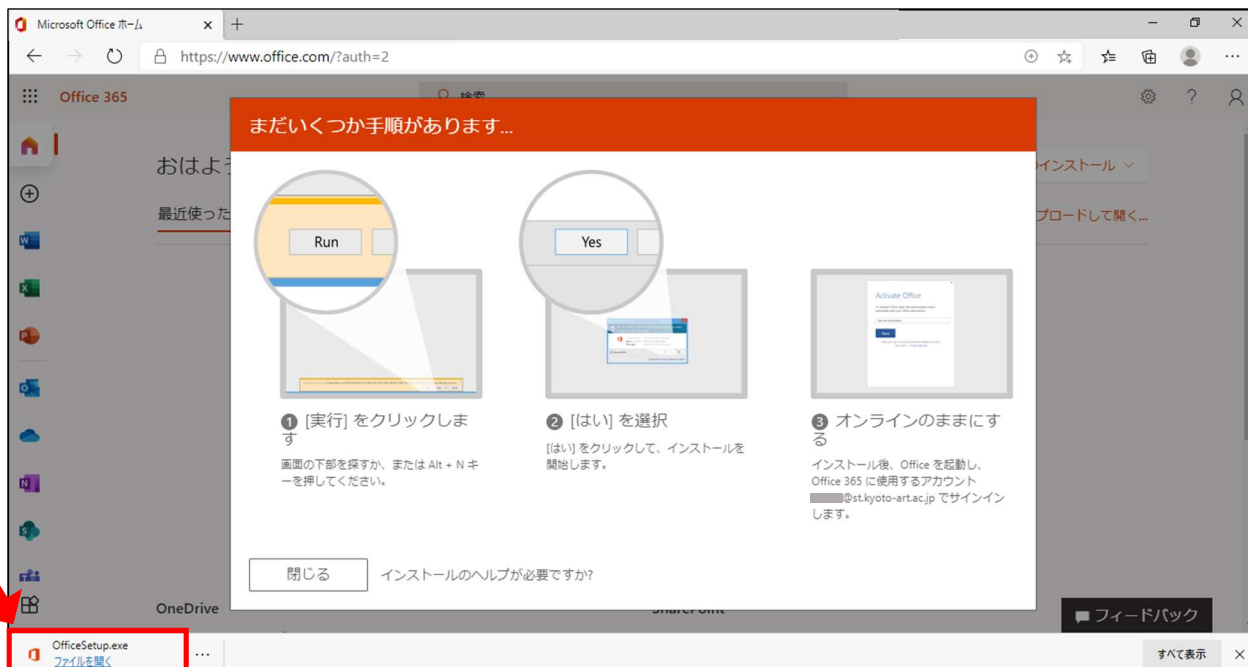 Microsoft Office ホーム
https://www.office.com/?auth=2
Office 365
検索
まだいくつか手順があります...
おはよう
のインストール
最近使った
プロードして開く...
Run
Yes
Activate Office
❶ [実行] をクリックしま
す
画面の下部を探すか、または Alt + N キ
ーを押してください。
❷ [はい] を選択
[はい] をクリックして、インストールを
開始します。
❸ オンラインのままにす
る
インストール後、Office を起動し、
Office 365 に使用するアカウント
@st.kyoto-art.ac.jp でサインイン
します。
閉じる
インストールのヘルプが必要ですか?
OneDrive
SharePoint
フィードバック
OfficeSetup.exe
ファイルを開く
すべて表示